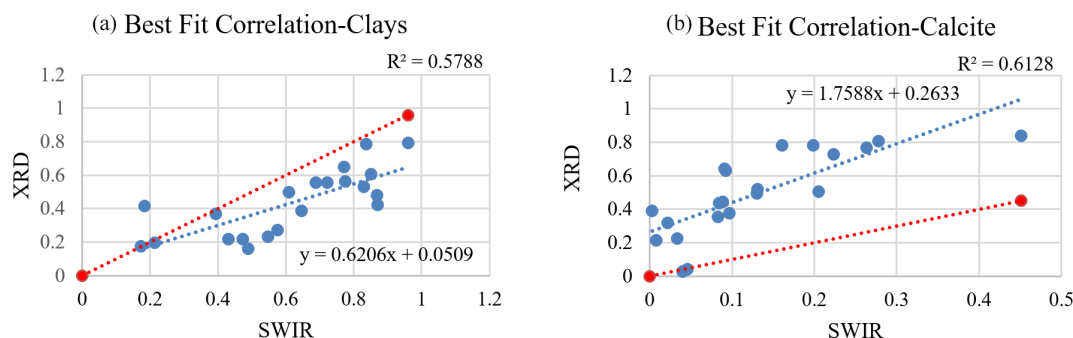 (a) Best Fit Correlation-Clays
R² = 0.5788
1.2
1
0.8
0.6
0.4
0.2
0
XRD
y = 0.6206x + 0.0509
0 0.2 0.4 0.6 0.8 1 1.2
SWIR
(b) Best Fit Correlation-Calcite
R² = 0.6128
y = 1.7588x + 0.2633
1.2
1
0.8
0.6
0.4
0.2
0
XRD
0 0.1 0.2 0.3 0.4 0.5
SWIR